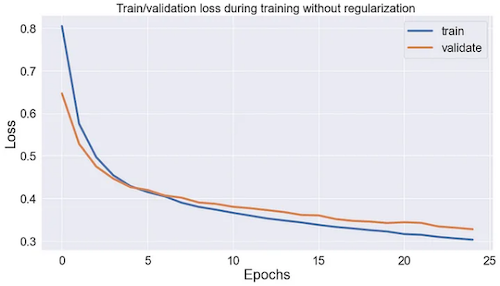 Train/validation loss during training without regularization
train
validate
0.8
0.7
0.6
0.5
0.4
0.3
Loss
0
5
10
15
20
25
Epochs